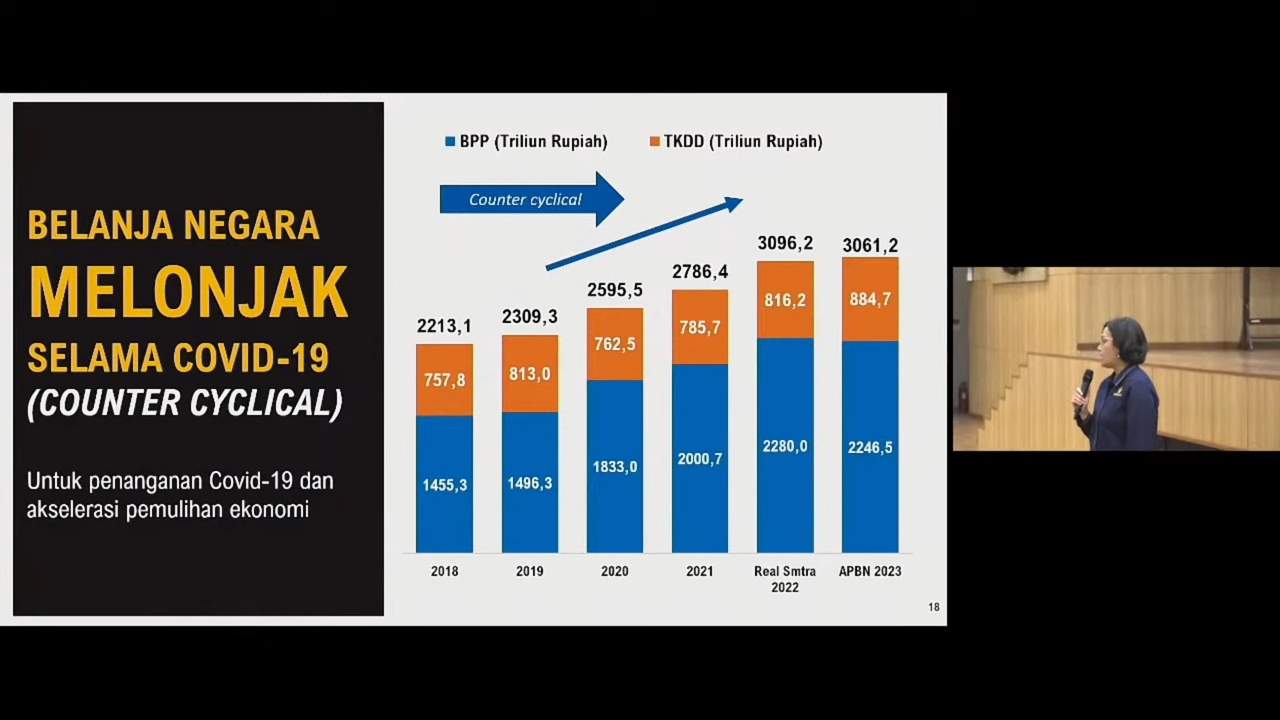 BELANJA NEGARA
MELONJAK
SELAMA COVID-19
(COUNTER CYCLICAL)
Untuk penanganan Covid-19 dan
akselerasi pemulihan ekonomi
BPP (Triliun Rupiah) TKDD (Triliun Rupiah)
Counter cyclical
2213,1 2309,3 2595,5 2786,4 3096,2 3061,2
757,8 813,0 762,5 785,7 816,2 884,7
1455,3 1496,3 1833,0 2000,7 2280,0 2246,5
2018 2019 2020 2021 Real Smtra APBN 2023
2022
18